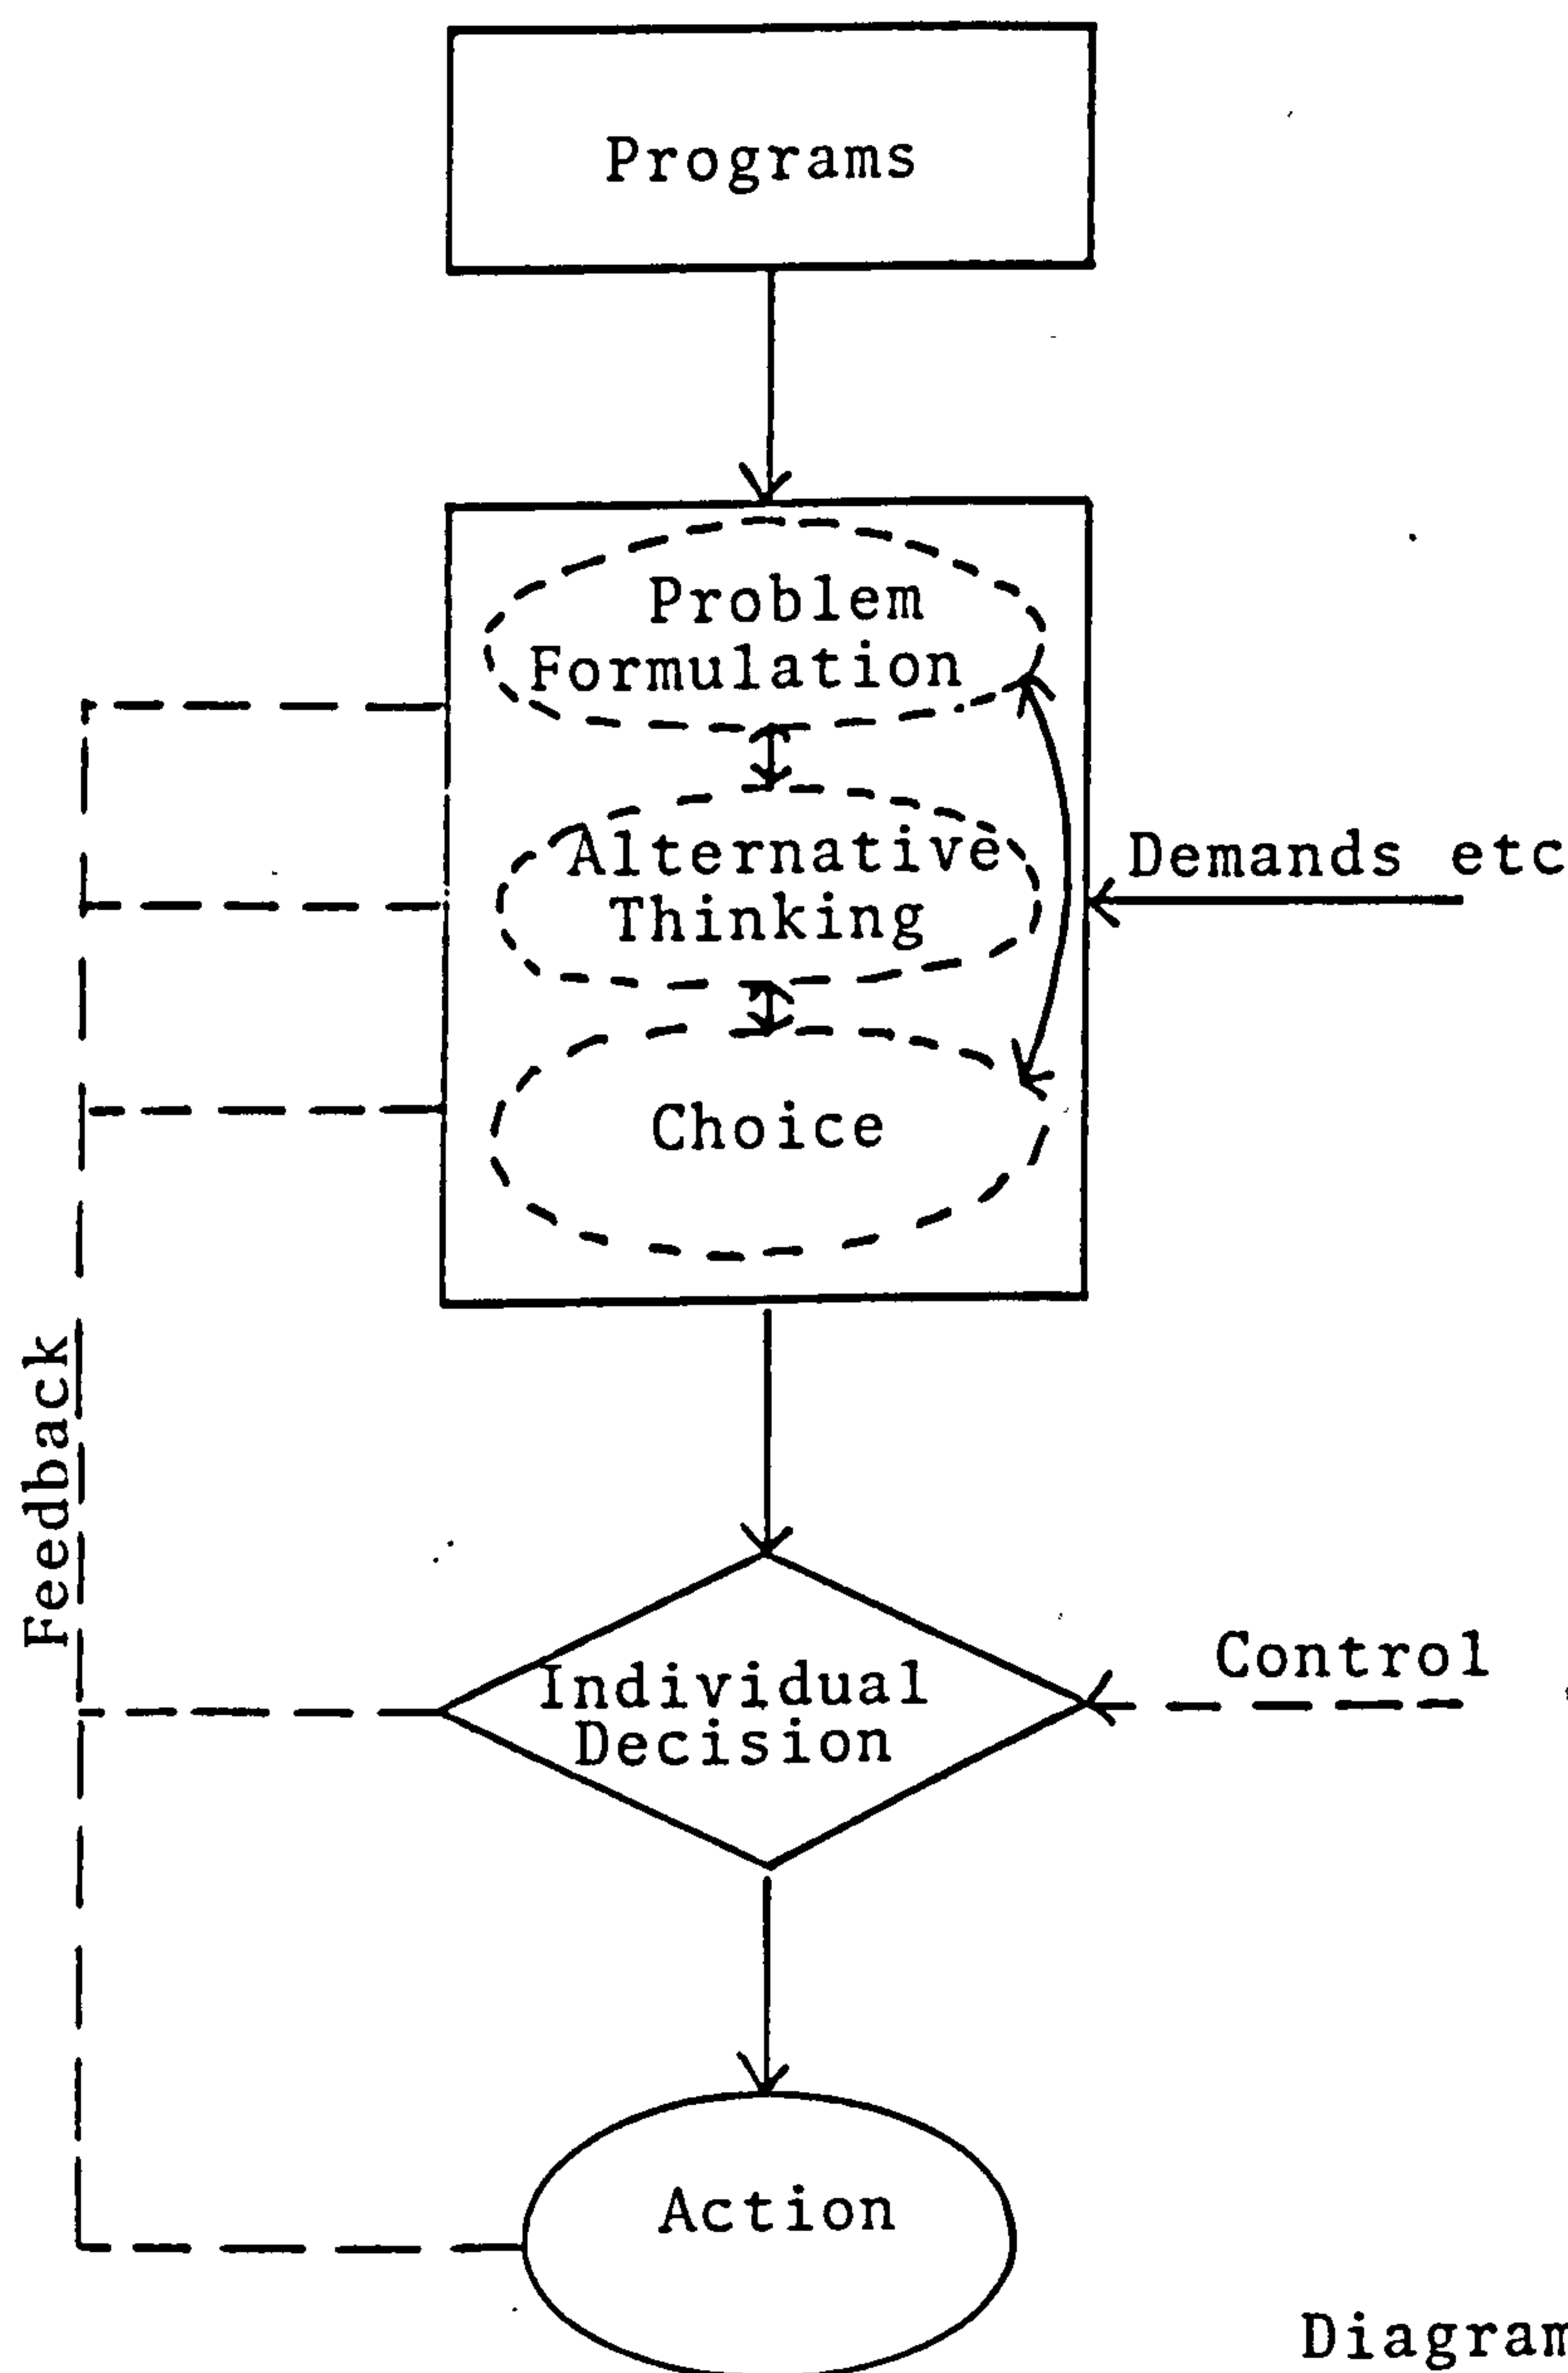 Programs
Problem
Formulation
Alternative
Thinking
Demands etc
Choice
Feedback
Individual
Decision
Control
Action
Diagram